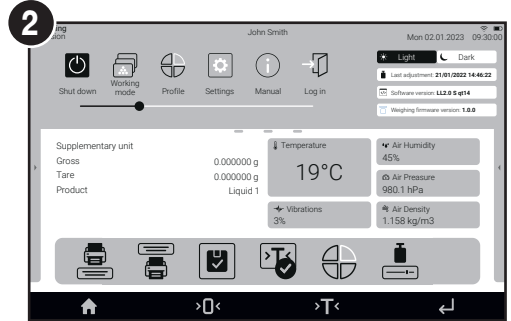 2
ing
sion
John Smith
Mon 02.01.2023 09:30:00
Shut down
Working
mode
Profile
Settings
Manual
Log in
Light
Dark
Last adjustment: 21/01/2022 14:46:22
Software version: LL2.0 S qt14
Weighing firmware version: 1.0.0
Supplementary unit
Gross 0.000000 g
Tare 0.000000 g
Product Liquid 1
Temperature
19°C
Vibrations
3%
Air Humidity
45%
Air Preasure
980.1 hPa
Air Density
1.158 kg/m3
>T<
>0<
>T<